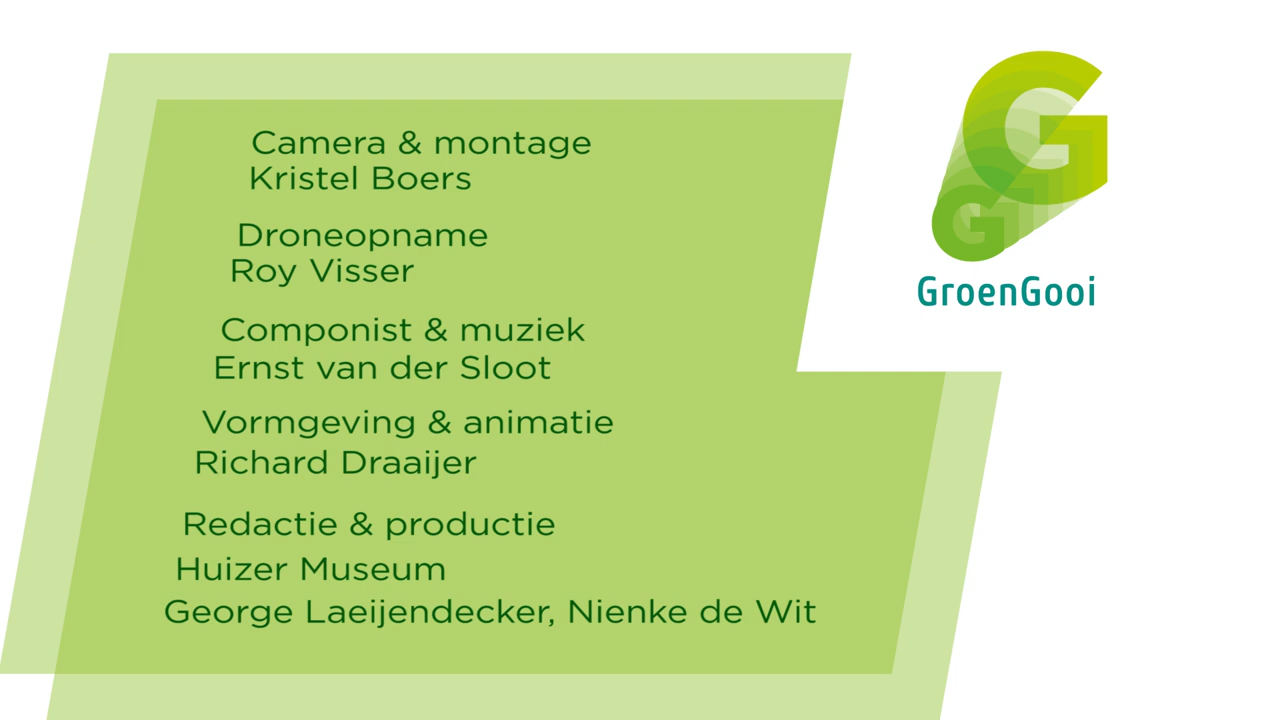 Camera & montage
Kristel Boers
Droneopname
Roy Visser
Componist & muziek
Ernst van der Sloot
Vormgeving & animatie
Richard Draaijer
Redactie & productie
Huizer Museum
George Laeijendecker, Nienke de Wit
G
G
GroenGooi